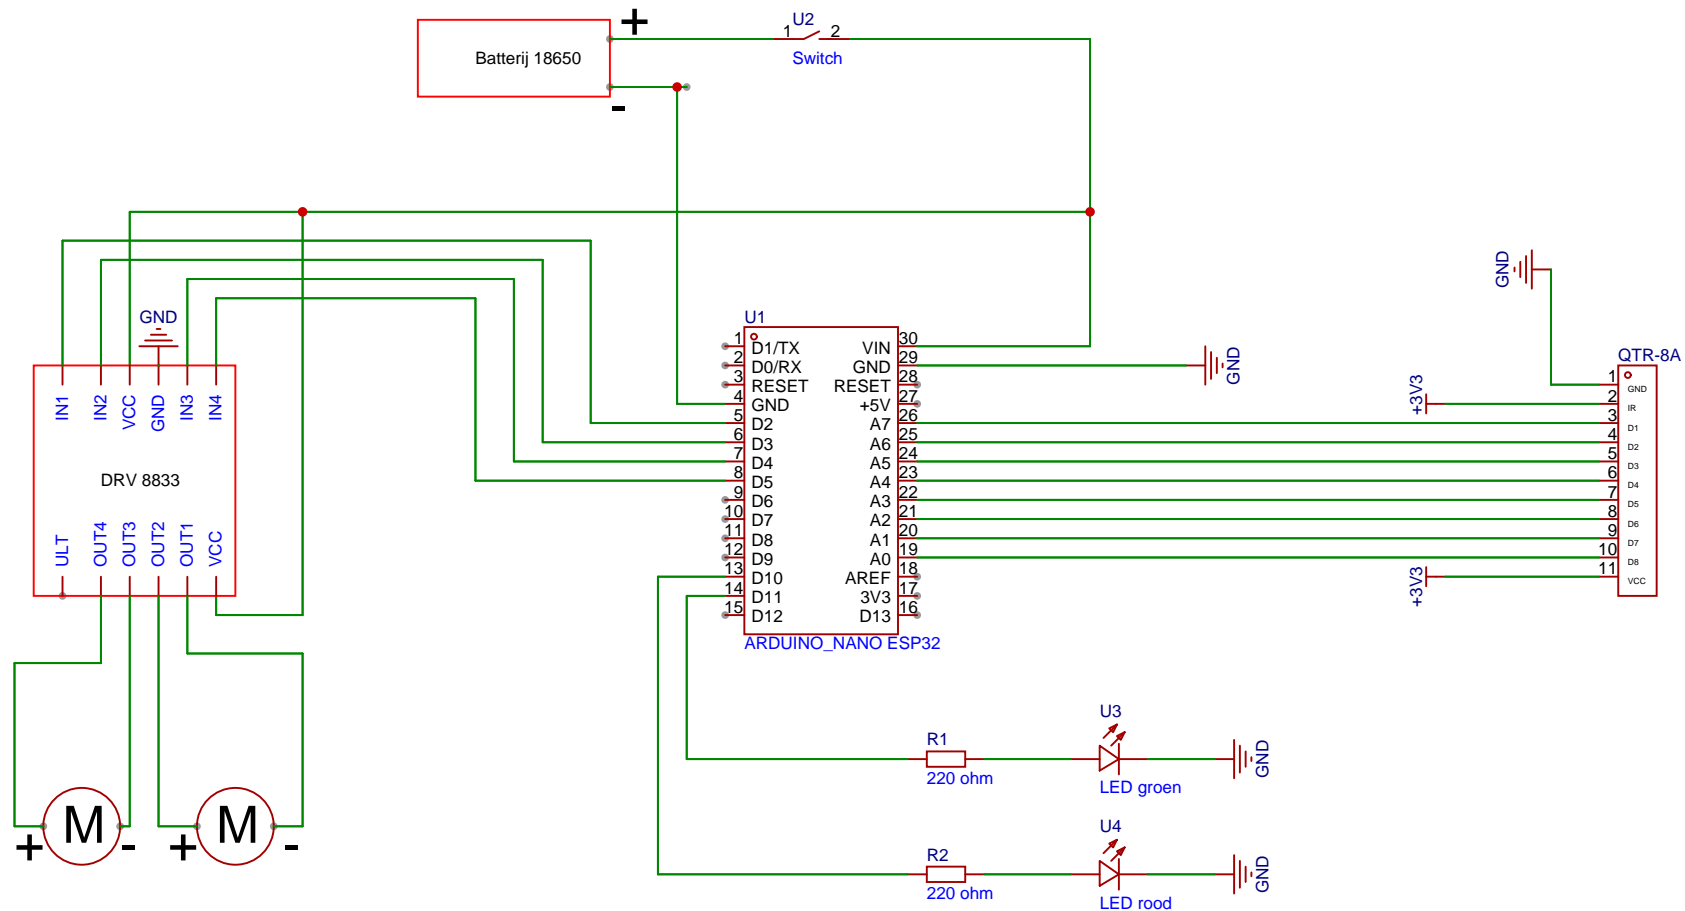 +
U2
1 2
Switch
Batterij 18650
-
GND
IN1 IN2 VCC GND IN3 IN4
DRV 8833
ULT OUT4 OUT3 OUT2 OUT1 VCC
M
+ -
M
+ -
U1
1 D1/TX VIN 30
2 D0/RX GND 29
3 RESET RESET 28
4 GND +5V 27
5 D2 A7 26
6 D3 A6 25
7 D4 A5 24
8 D5 A4 23
9 D6 A3 22
10 D7 A2 21
11 D8 A1 20
12 D9 A0 19
13 D10 AREF 18
14 D11 3V3 17
15 D12 D13 16
ARDUINO_NANO ESP32
GND
GND
QTR-8A
1 GND
+3V3
2 IR
3 D1
4 D2
5 D3
6 D4
7 D5
8 D6
9 D7
10 D8
+3V3
11 VCC
R1
220 ohm
U3
LED groen
GND
R2
220 ohm
U4
LED rood
GND